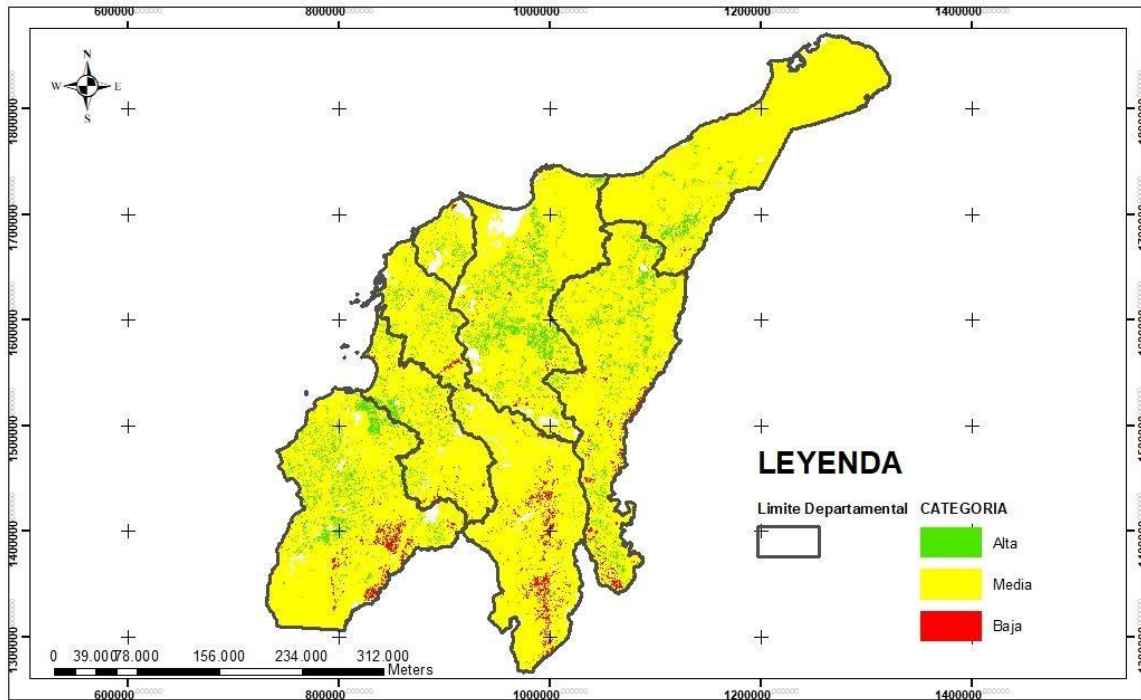 600000 800000 1000000 1200000 1400000
N
W E
S
1800000
1700000 1700000
1600000
1500000
1400000
1300000
LEYENDA
Limite Departamental CATEGORIA
Alta
Media
Baja
0 39.000 78.000 156.000 234.000 312.000
Meters
600000 800000 1000000 1200000 1400000